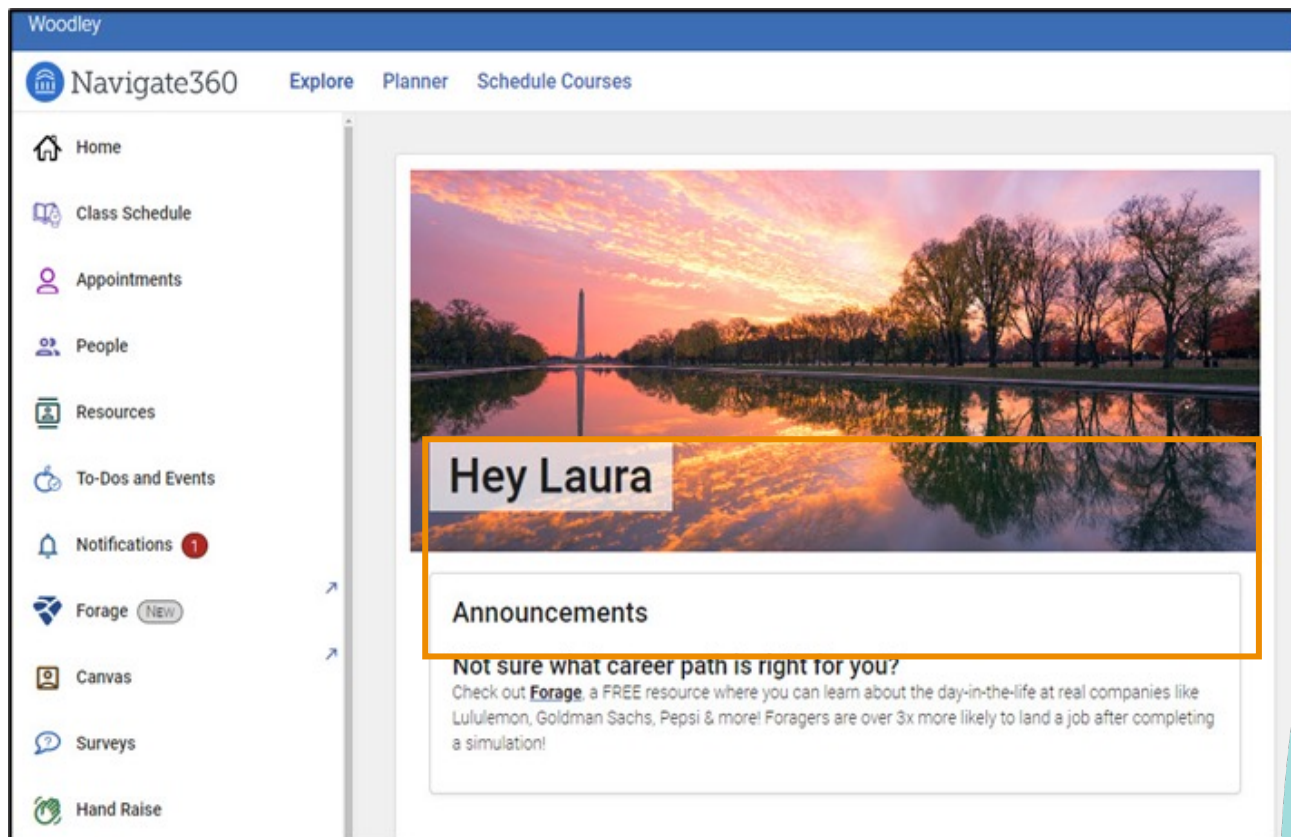 Woodley
Navigate360 Explore Planner Schedule Courses
Home
Class Schedule
Appointments
People
Resources
To-Dos and Events
Notifications 1
Forage NEW
Canvas
Surveys
Hand Raise
Hey Laura
Announcements
Not sure what career path is right for you?
Check out Forage, a FREE resource where you can learn about the day-in-the-life at real companies like
Lululemon, Goldman Sachs, Pepsi & more! Foragers are over 3x more likely to land a job after completing
a simulation!